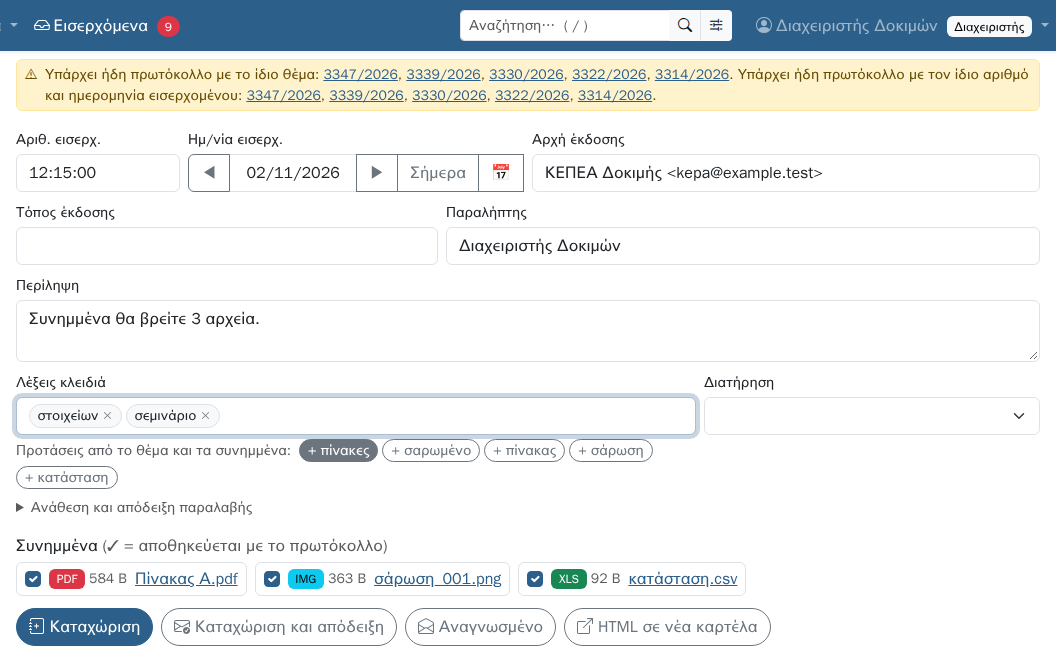 Εισερχόμενα 9 Αναζήτηση… ( / ) Διαχειριστής Δοκιμών Διαχειριστής
⚠ Υπάρχει ήδη πρωτόκολλο με το ίδιο θέμα: 3347/2026, 3339/2026, 3330/2026, 3322/2026, 3314/2026. Υπάρχει ήδη πρωτόκολλο με τον ίδιο αριθμό
και ημερομηνία εισερχομένου: 3347/2026, 3339/2026, 3330/2026, 3322/2026, 3314/2026.
Αριθ. εισερχ. Ημ/νία εισερχ. Αρχή έκδοσης
12:15:00 ◀ 02/11/2026 ▶ Σήμερα 📅 ΚΕΠΕΑ Δοκιμής <kepa@example.test>
Τόπος έκδοσης Παραλήπτης
Διαχειριστής Δοκιμών
Περίληψη
Συνημμένα θα βρείτε 3 αρχεία.
Λέξεις κλειδιά Διατήρηση
στοιχείων × σεμινάριο ×
Προτάσεις από το θέμα και τα συνημμένα: + πίνακες + σαρωμένο + πίνακας + σάρωση
+ κατάσταση
▶ Ανάθεση και απόδειξη παραλαβής
Συνημμένα (✓ = αποθηκεύεται με το πρωτόκολλο)
PDF 584 B Πίνακας Α.pdf IMG 363 B σάρωση_001.png XLS 92 B κατάσταση.csv
Καταχώριση Καταχώριση και απόδειξη Αναγνωσμένο HTML σε νέα καρτέλα